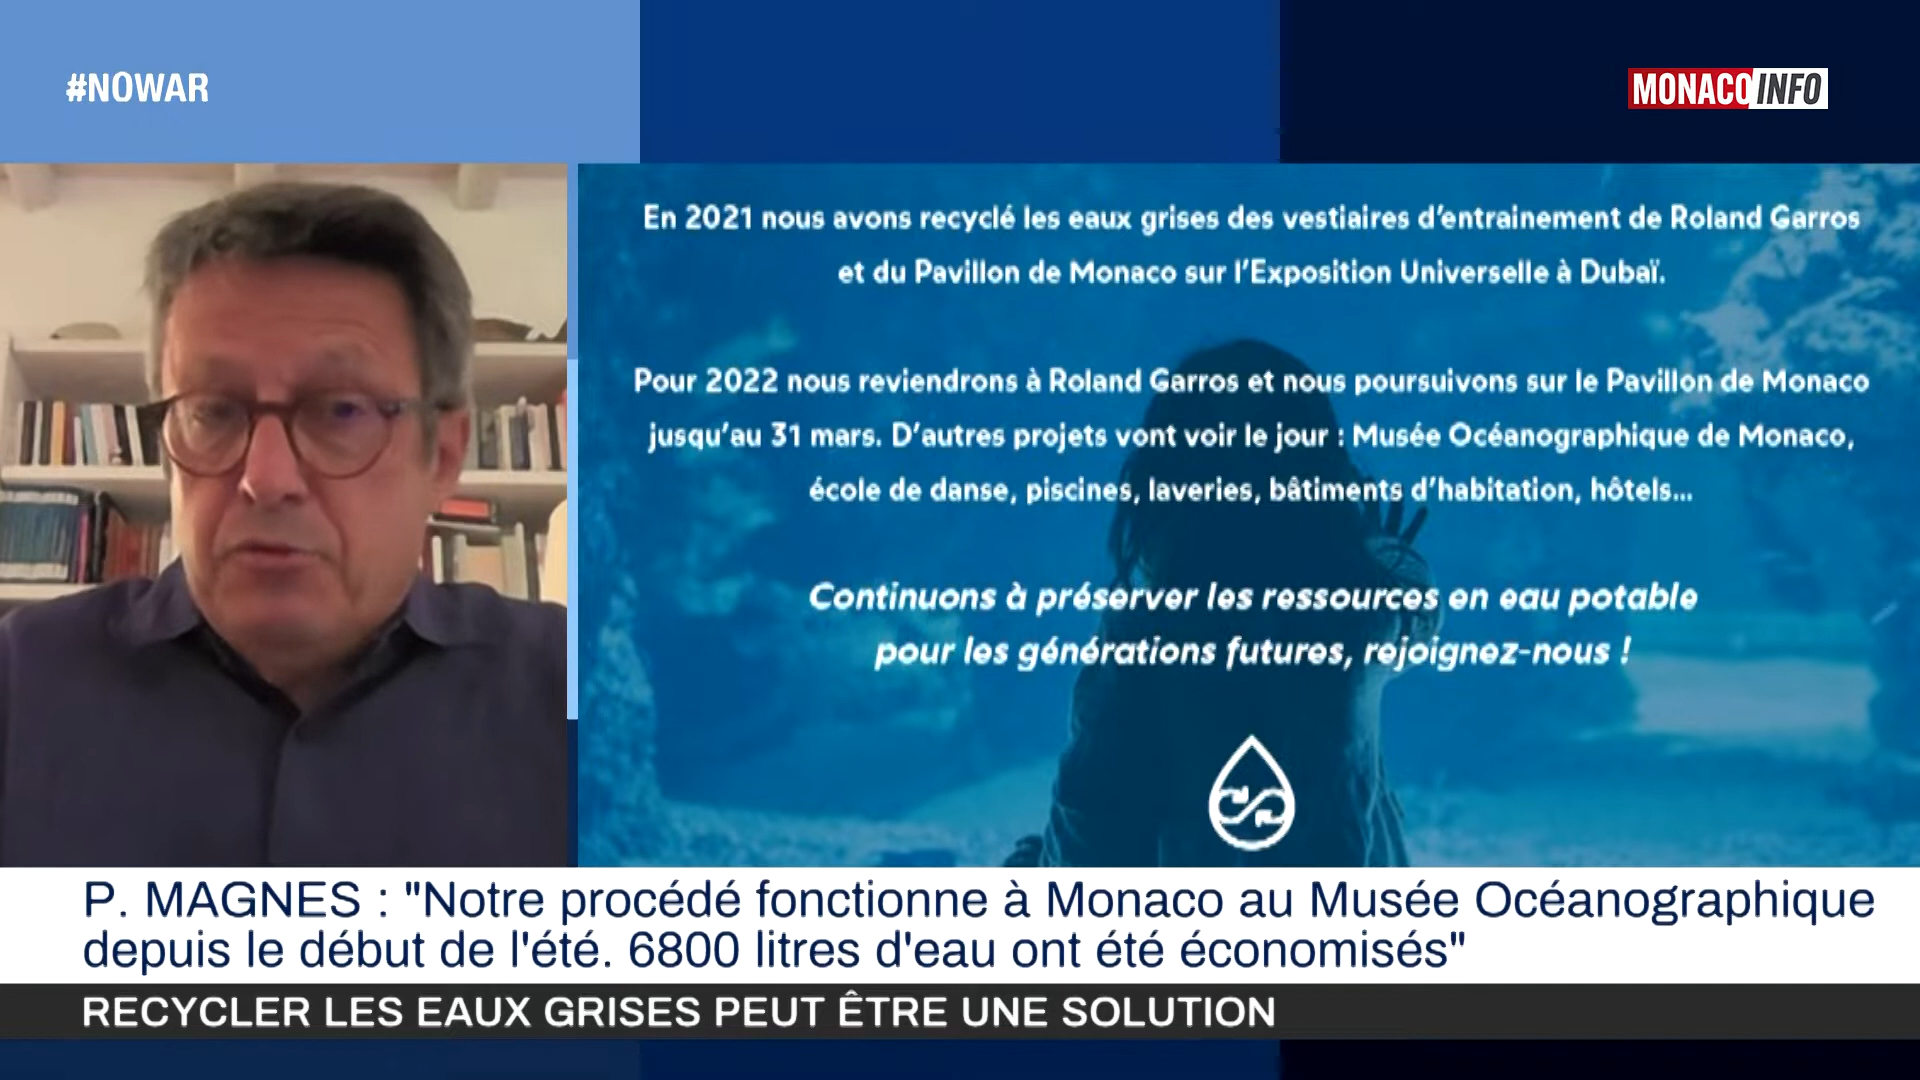 #NOWAR
MONACOINFO
En 2021 nous avons recyclé les eaux grises des vestiaires d'entrainement de Roland Garros
et du Pavillon de Monaco sur l'Exposition Universelle à Dubaï.
Pour 2022 nous reviendrons à Roland Garros et nous poursuivons sur le Pavillon de Monaco
jusqu'au 31 mars. D'autres projets vont voir le jour : Musée Océanographique de Monaco,
école de danse, piscines, laveries, bâtiments d'habitation, hôtels...
Continuons à préserver les ressources en eau potable
pour les générations futures, rejoignez-nous !
P. MAGNES : "Notre procédé fonctionne à Monaco au Musée Océanographique
depuis le début de l'été. 6800 litres d'eau ont été économisés"
RECYCLER LES EAUX GRISES PEUT ÊTRE UNE SOLUTION